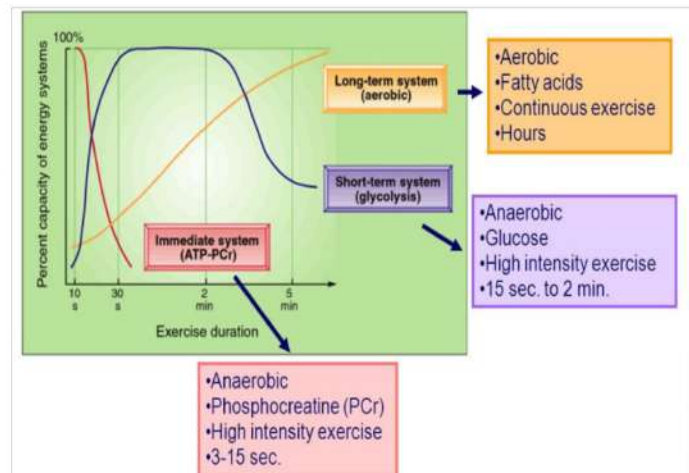 100%
Percent capacity of energy systems
Long-term system
(aerobic)
Short-term system
(glycolysis)
Immediate system
(ATP-PCr)
10
s
30
s
2
min
5
min
Exercise duration
•Aerobic
•Fatty acids
•Continuous exercise
•Hours
•Anaerobic
•Glucose
•High intensity exercise
•15 sec. to 2 min.
•Anaerobic
•Phosphocreatine (PCr)
•High intensity exercise
•3-15 sec.